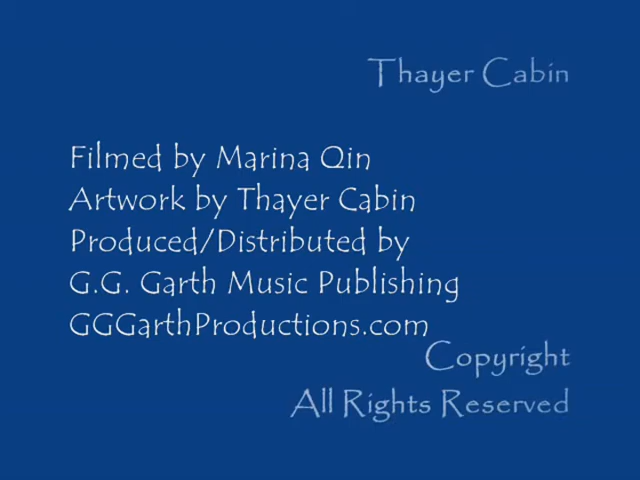 Thayer Cabin
Filmed by Marina Qin
Artwork by Thayer Cabin
Produced/Distributed by
G.G. Garth Music Publishing
GGGarthProductions.com
Copyright
All Rights Reserved